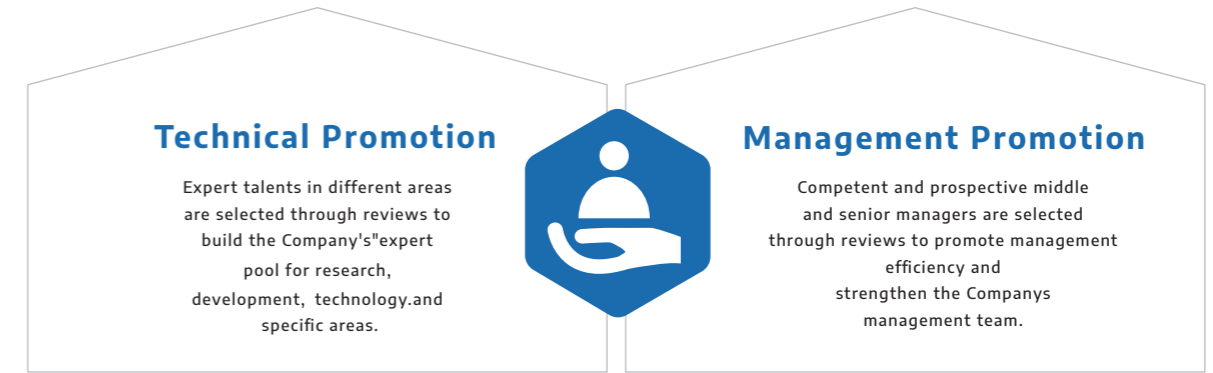 Technical Promotion
Expert talents in different areas
are selected through reviews to
build the Company's"expert
pool for research,
development, technology.and
specific areas.
Management Promotion
Competent and prospective middle
and senior managers are selected
through reviews to promote management
efficiency and
strengthen the Companys
management team.